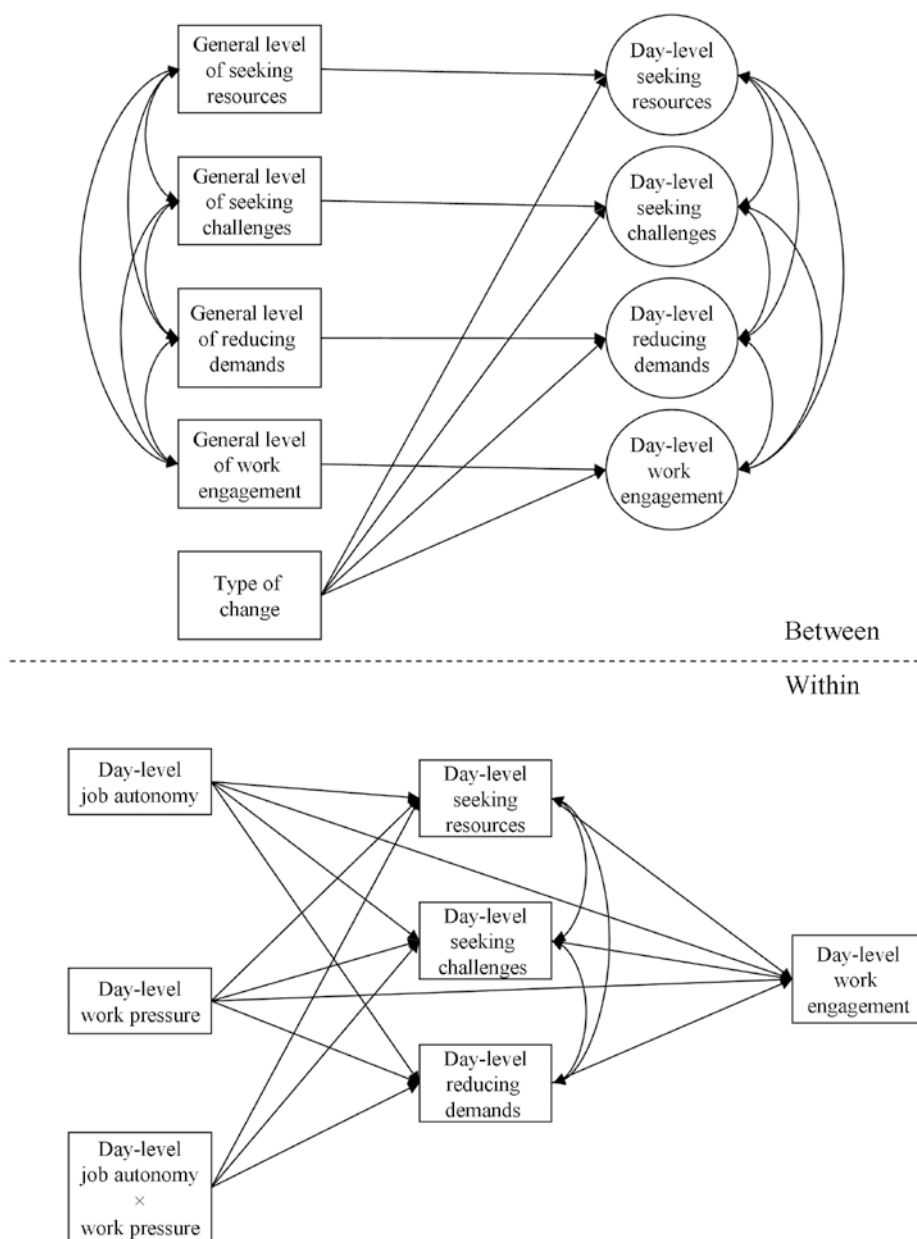 General level
of seeking
resources
Day-level
seeking
resources
General level
of seeking
challenges
Day-level
seeking
challenges
General level
of reducing
demands
Day-level
reducing
demands
General level
of work
engagement
Day-level
work
engagement
Type of
change
Between
Within
Day-level
job autonomy
Day-level
seeking
resources
Day-level
seeking
challenges
Day-level
work pressure
Day-level
work
engagement
Day-level
reducing
demands
Day-level
job autonomy
×
work pressure